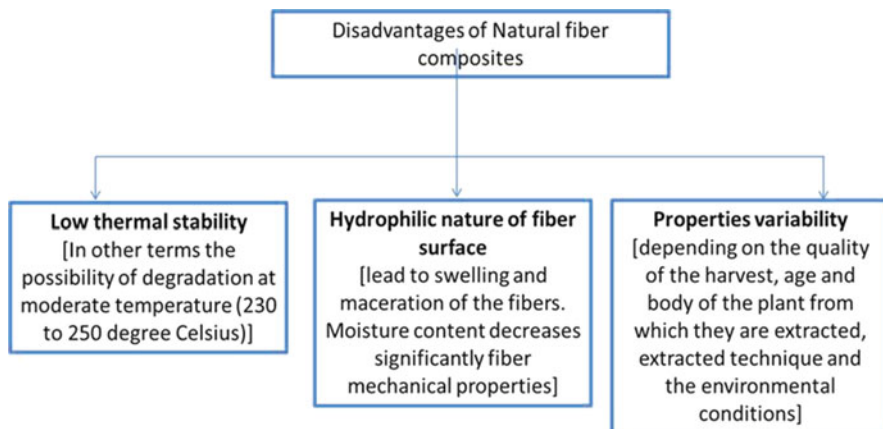 Disadvantages of Natural fiber
composites
Low thermal stability
[In other terms the
possibility of degradation at
moderate temperature (230
to 250 degree Celsius)]
Hydrophilic nature of fiber
surface
[lead to swelling and
maceration of the fibers.
Moisture content decreases
significantly fiber
mechanical properties]
Properties variability
[depending on the quality
of the harvest, age and
body of the plant from
which they are extracted,
extracted technique and
the environmental
conditions]